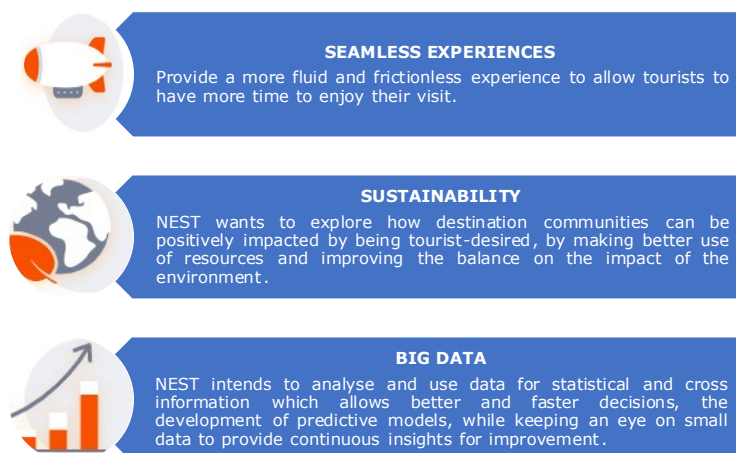 SEAMLESS EXPERIENCES
Provide a more fluid and frictionless experience to allow tourists to
have more time to enjoy their visit.
SUSTAINABILITY
NEST wants to explore how destination communities can be
positively impacted by being tourist-desired, by making better use
of resources and improving the balance on the impact of the
environment.
BIG DATA
NEST intends to analyse and use data for statistical and cross
information which allows better and faster decisions, the
development of predictive models, while keeping an eye on small
data to provide continuous insights for improvement.